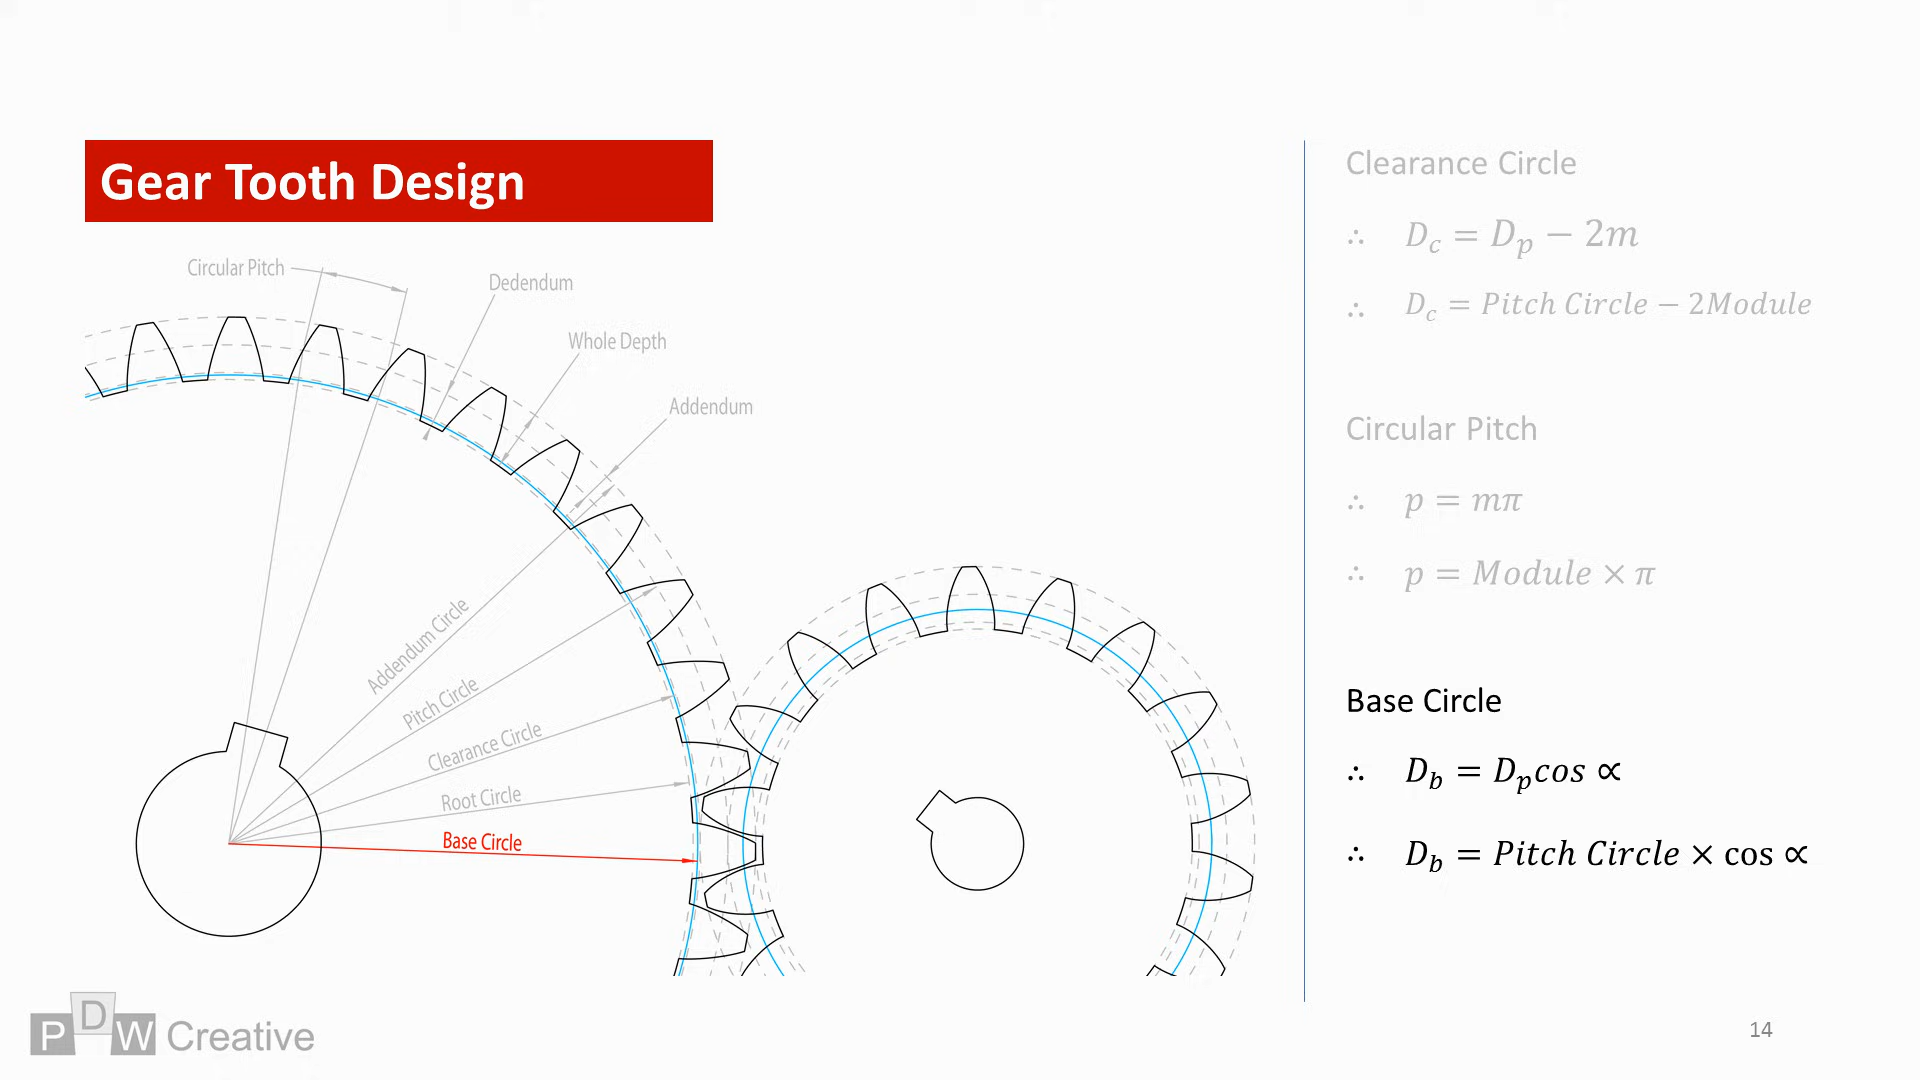 Gear Tooth Design
Circular Pitch
Dedendum
Whole Depth
Addendum
Addendum Circle
Pitch Circle
Clearance Circle
Root Circle
Base Circle
Clearance Circle
∴ D_c = D_p − 2m
∴ D_c = Pitch Circle − 2Module
Circular Pitch
∴ p = mπ
∴ p = Module × π
Base Circle
∴ D_b = D_p cos ∝
∴ D_b = Pitch Circle × cos ∝
PDW Creative
14